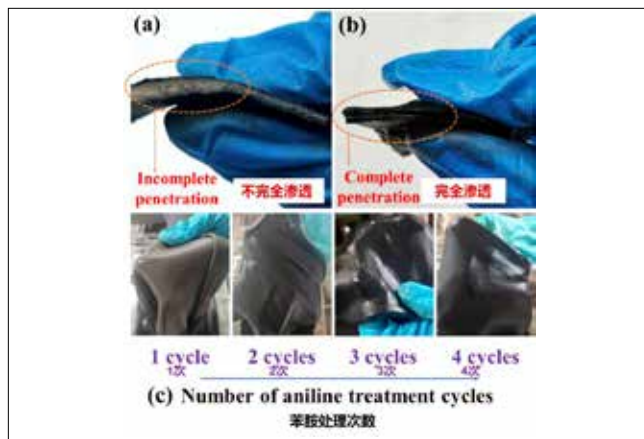 (a)
(b)
Incomplete penetration
不完全渗透
Complete penetration
完全渗透
1 cycle
1次
2 cycles
2次
3 cycles
3次
4 cycles
4次
(c) Number of aniline treatment cycles
苯胺处理次数